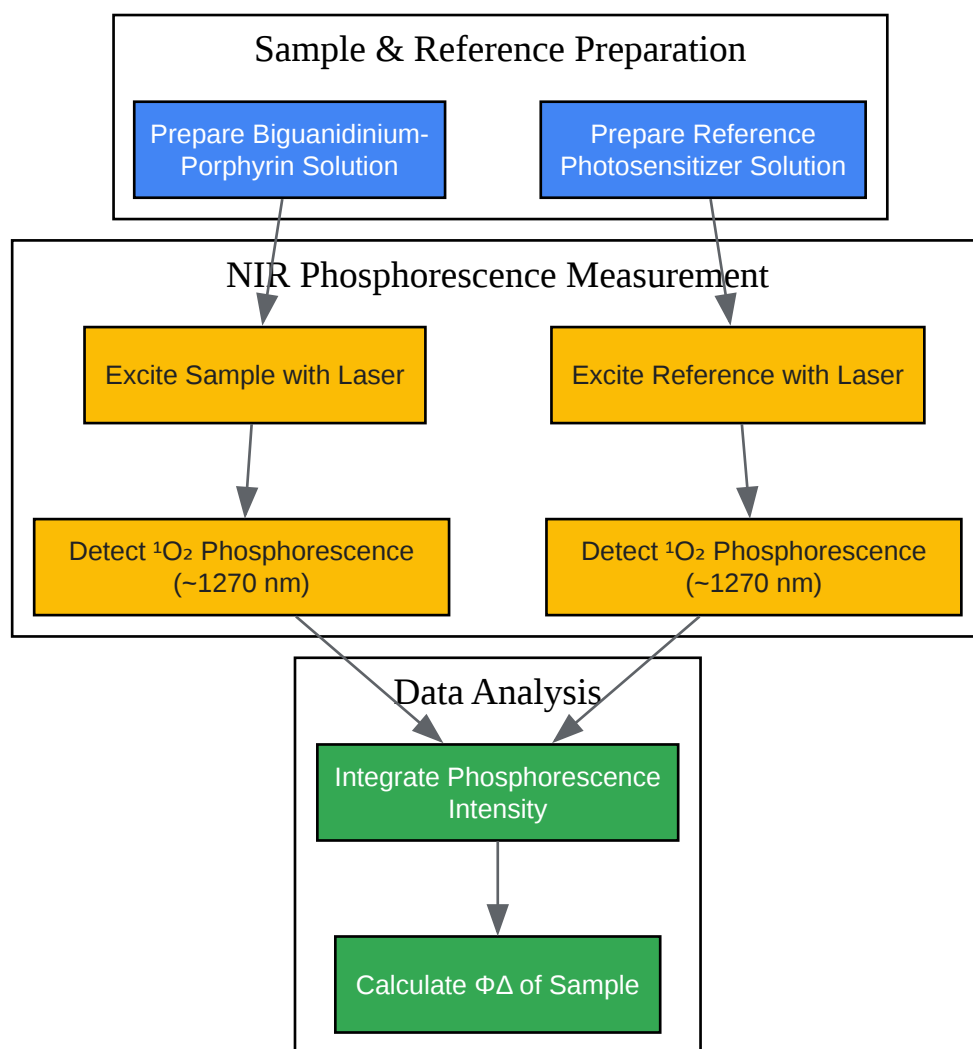 Sample & Reference Preparation
Prepare Biguanidinium-
Porphyrin Solution
Prepare Reference
Photosensitizer Solution
NIR Phosphorescence Measurement
Excite Sample with Laser
Excite Reference with Laser
Detect ¹O₂ Phosphorescence
(~1270 nm)
Detect ¹O₂ Phosphorescence
(~1270 nm)
Data Analysis
Integrate Phosphorescence
Intensity
Calculate ΦΔ of Sample